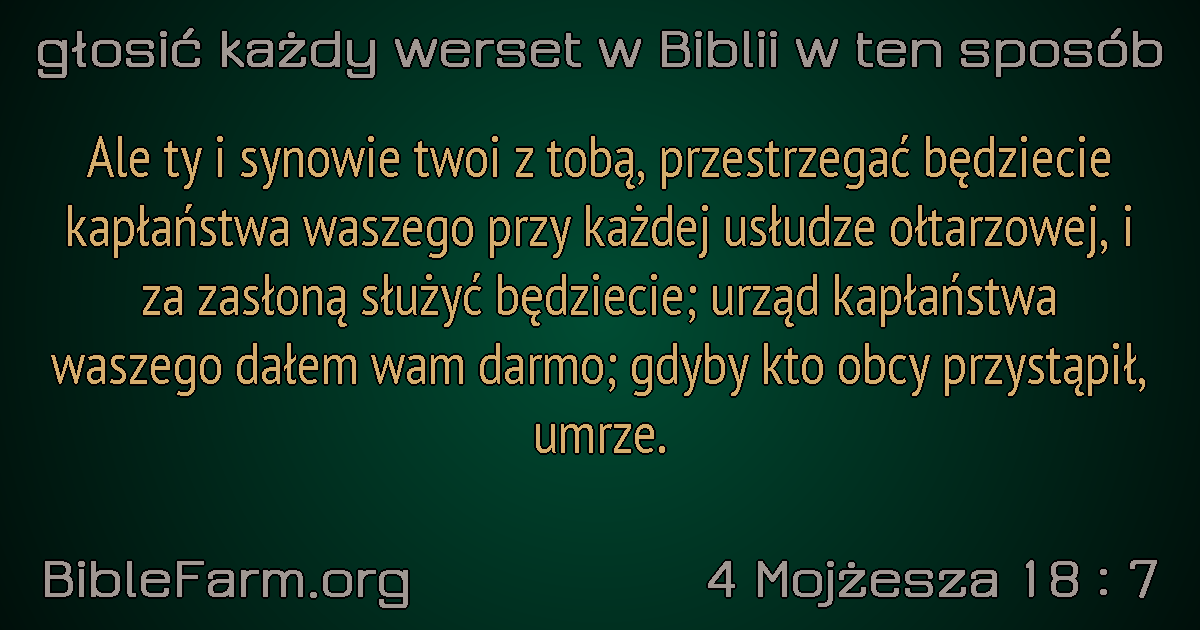 głosić każdy werset w Biblii w ten sposób
Ale ty i synowie twoi z tobą, przestrzegać będziecie
kapłaństwa waszego przy każdej usłudze ołtarzowej, i
za zasłoną służyć będziecie; urząd kapłaństwa
waszego dałem wam darmo; gdyby kto obcy przystąpił,
umrze.
BibleFarm.org
4 Mojżesza 18 : 7